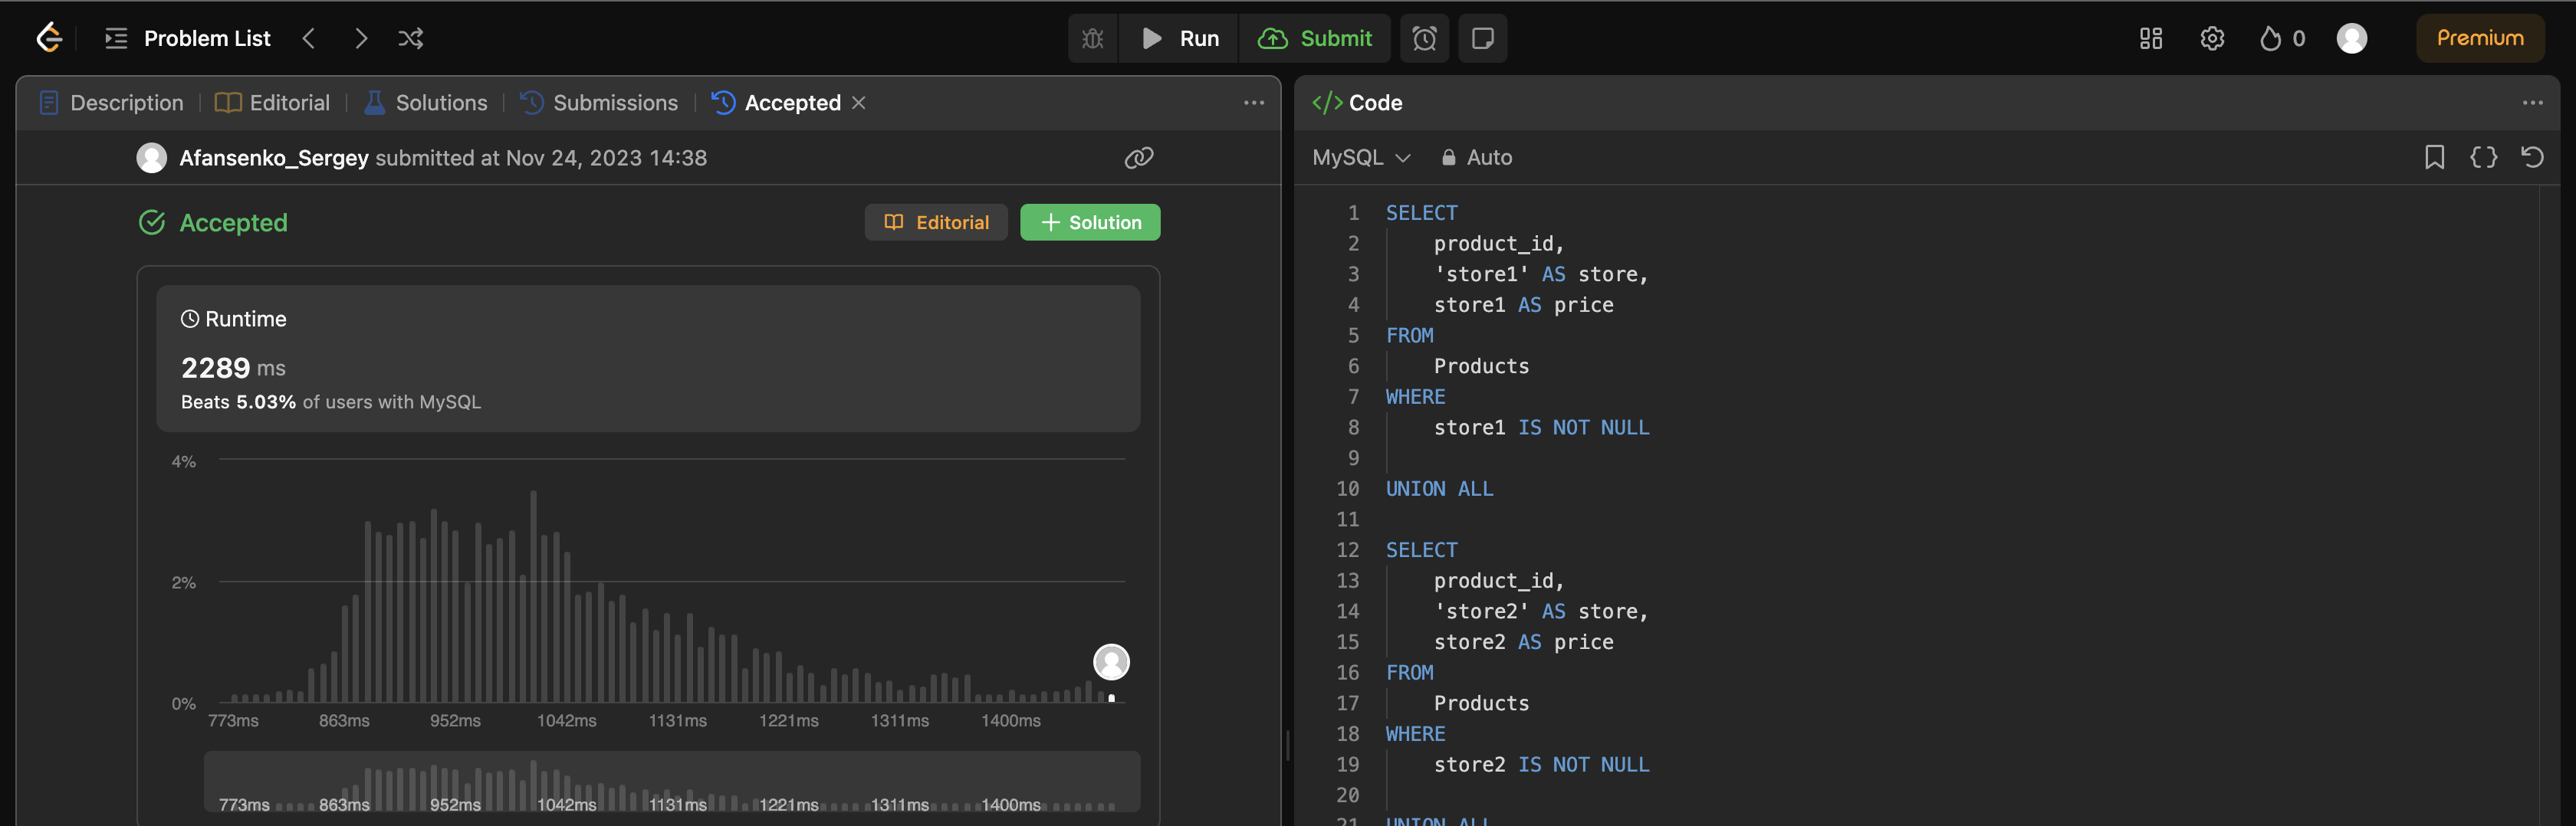 Problem List
Run
Submit
0
Premium
Description
Editorial
Solutions
Submissions
Accepted
Afansenko_Sergey submitted at Nov 24, 2023 14:38
Accepted
Editorial
Solution
Runtime
2289 ms
Beats 5.03% of users with MySQL
4%
2%
0%
773ms 863ms 952ms 1042ms 1131ms 1221ms 1311ms 1400ms
773ms 863ms 952ms 1042ms 1131ms 1221ms 1311ms 1400ms
</> Code
MySQL
Auto
1 SELECT
2 product_id,
3 'store1' AS store,
4 store1 AS price
5 FROM
6 Products
7 WHERE
8 store1 IS NOT NULL
9
10 UNION ALL
11
12 SELECT
13 product_id,
14 'store2' AS store,
15 store2 AS price
16 FROM
17 Products
18 WHERE
19 store2 IS NOT NULL
20
21 UNION ALL